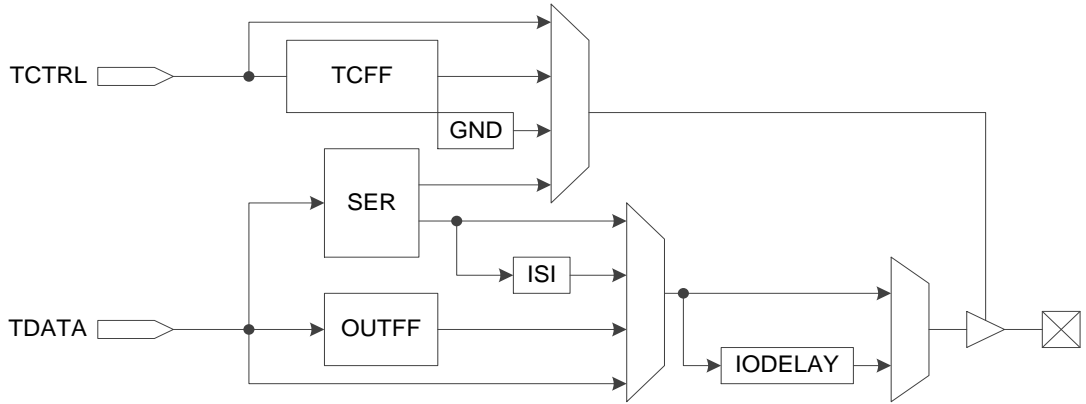 TCTRL
TCFF
GND
SER
ISI
TDATA
OUTFF
IODELAY